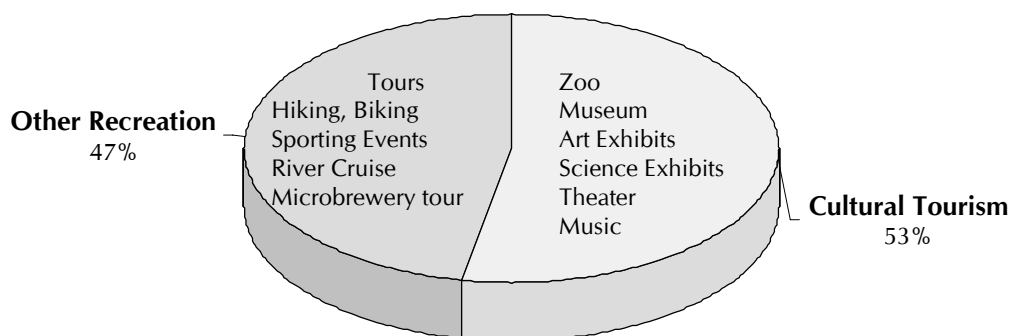 Tours
Hiking, Biking
Sporting Events
River Cruise
Microbrewery tour
Zoo
Museum
Art Exhibits
Science Exhibits
Theater
Music
Other Recreation
47%
Cultural Tourism
53%